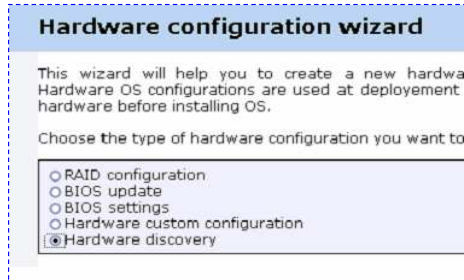 Hardware configuration wizard
This wizard will help you to create a new hardwa
Hardware OS configurations are used at deployement
hardware before installing OS.
Choose the type of hardware configuration you want to
RAID configuration
BIOS update
BIOS settings
Hardware custom configuration
Hardware discovery